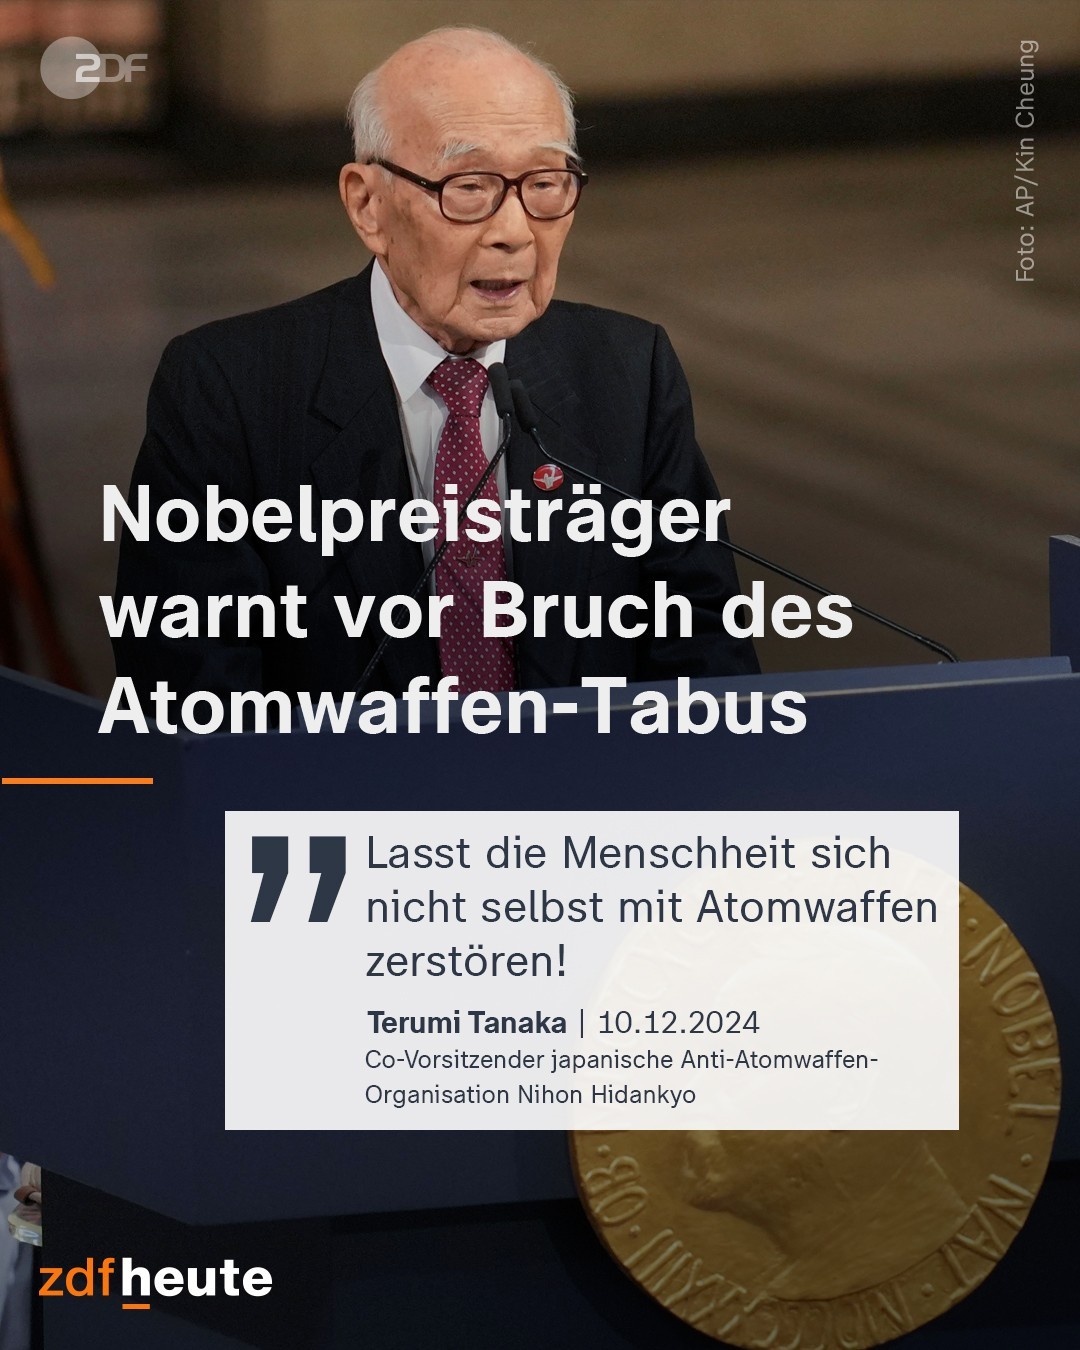 ZDF
Foto: AP/Kin Cheung
Nobelpreisträger
warnt vor Bruch des
Atomwaffen-Tabus
" Lasst die Menschheit sich
nicht selbst mit Atomwaffen
zerstören!
Terumi Tanaka | 10.12.2024
Co-Vorsitzender japanische Anti-Atomwaffen-
Organisation Nihon Hidankyo
zdfheute